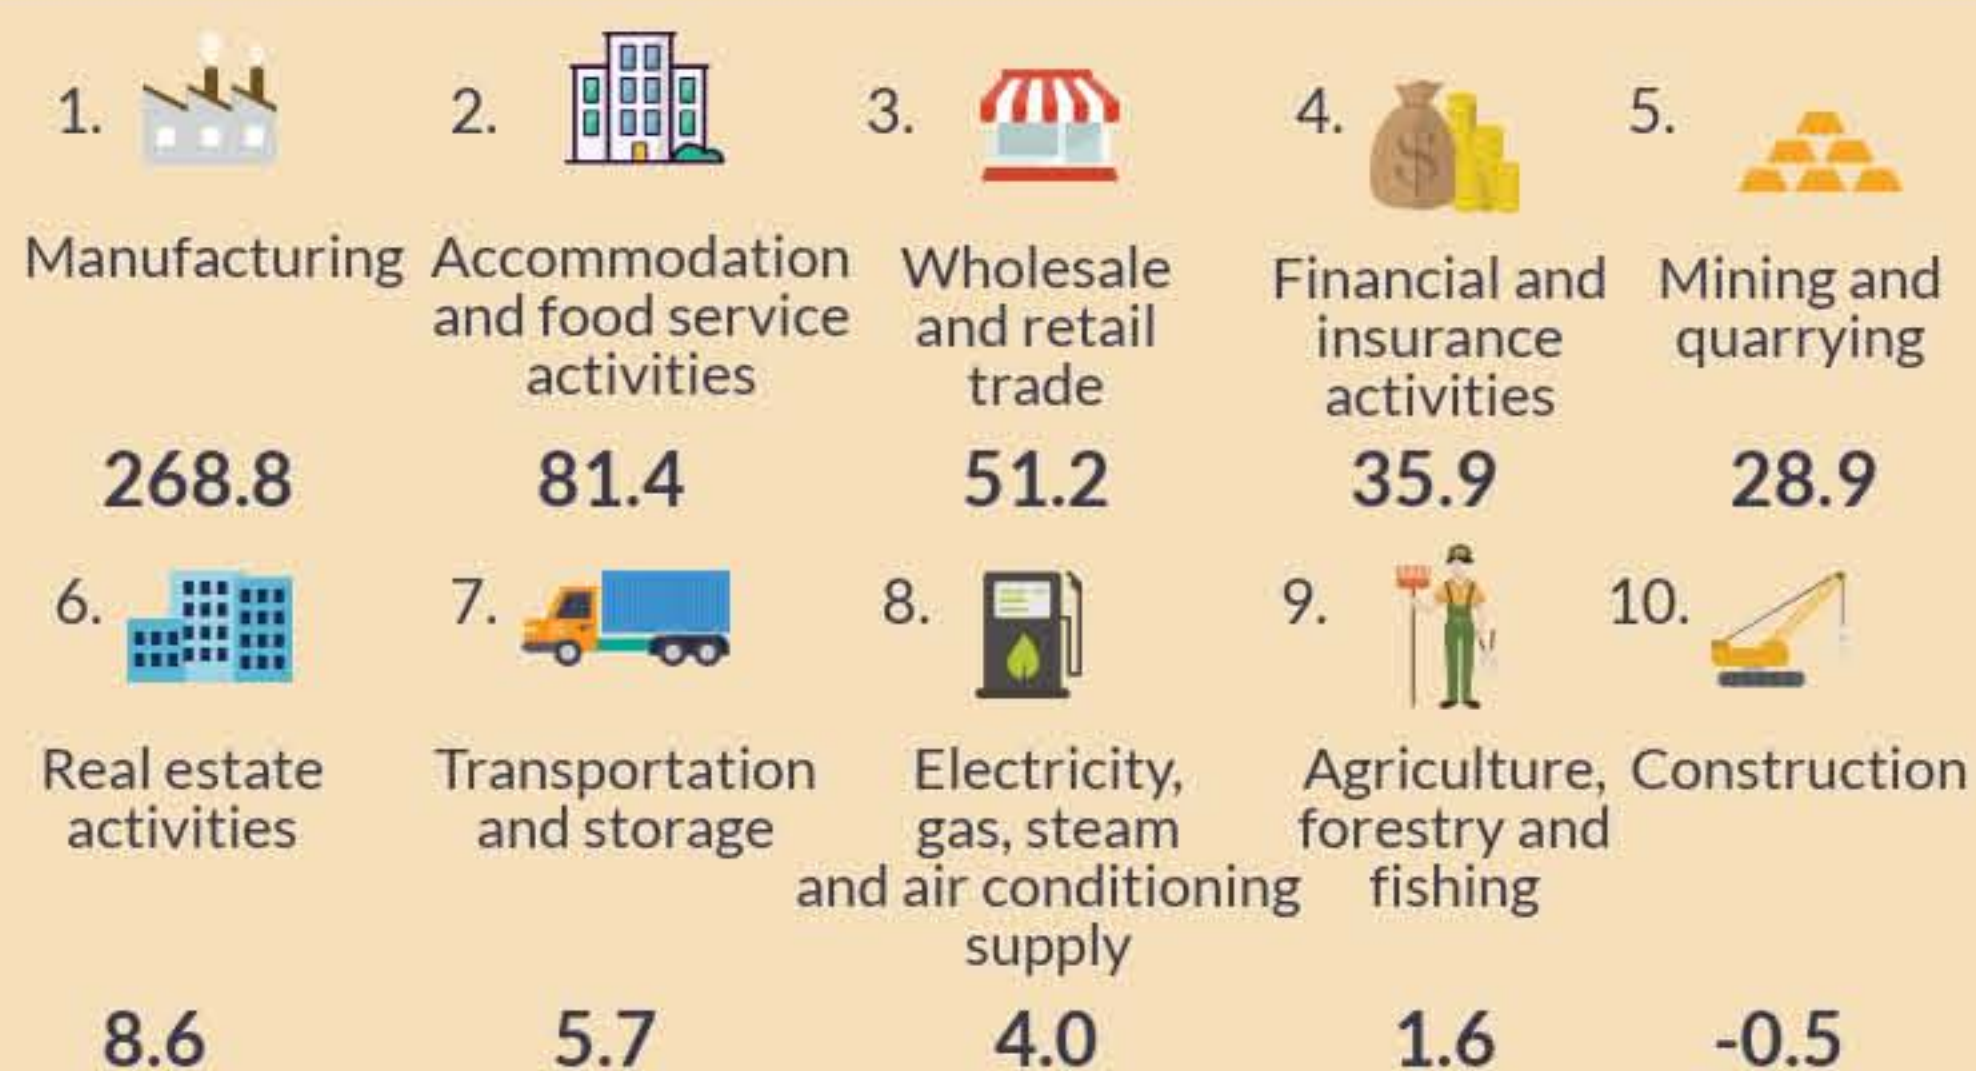 1.
Manufacturing
268.8
2.
Accommodation
and food service
activities
81.4
3.
Wholesale
and retail
trade
51.2
4.
$
Financial and
insurance
activities
35.9
5.
Mining and
quarrying
28.9
6.
Real estate
activities
8.6
7.
Transportation
and storage
5.7
8.
Electricity,
gas, steam
and air conditioning
supply
4.0
9.
Agriculture,
forestry and
fishing
1.6
10.
Construction
-0.5